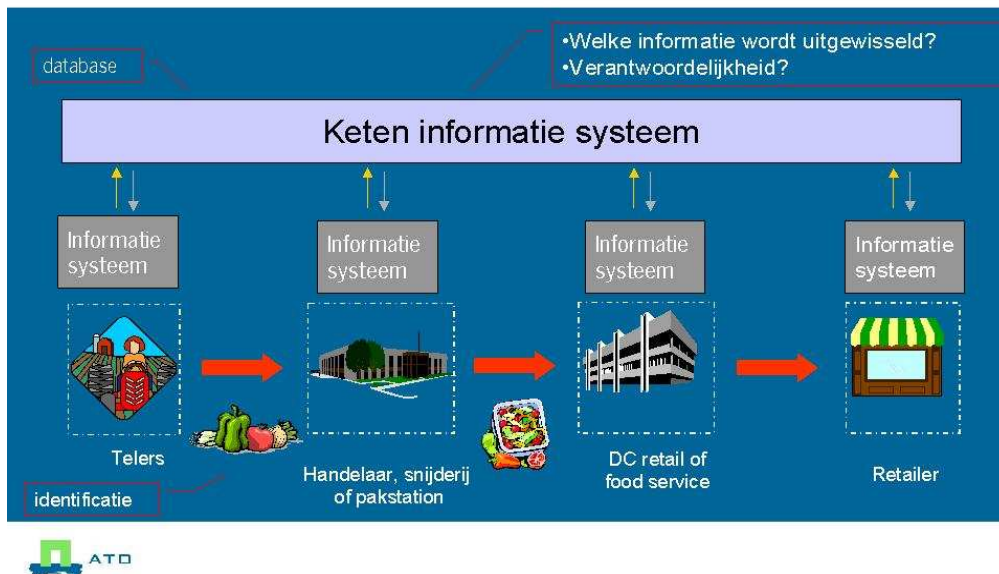 database
•Welke informatie wordt uitgewisseld?
•Verantwoordelijkheid?
Keten informatie systeem
Informatie
systeem
Informatie
systeem
Informatie
systeem
Informatie
systeem
Telers
Handelaar, snijderij
of pakstation
DC retail of
food service
Retailer
identificatie
ATO